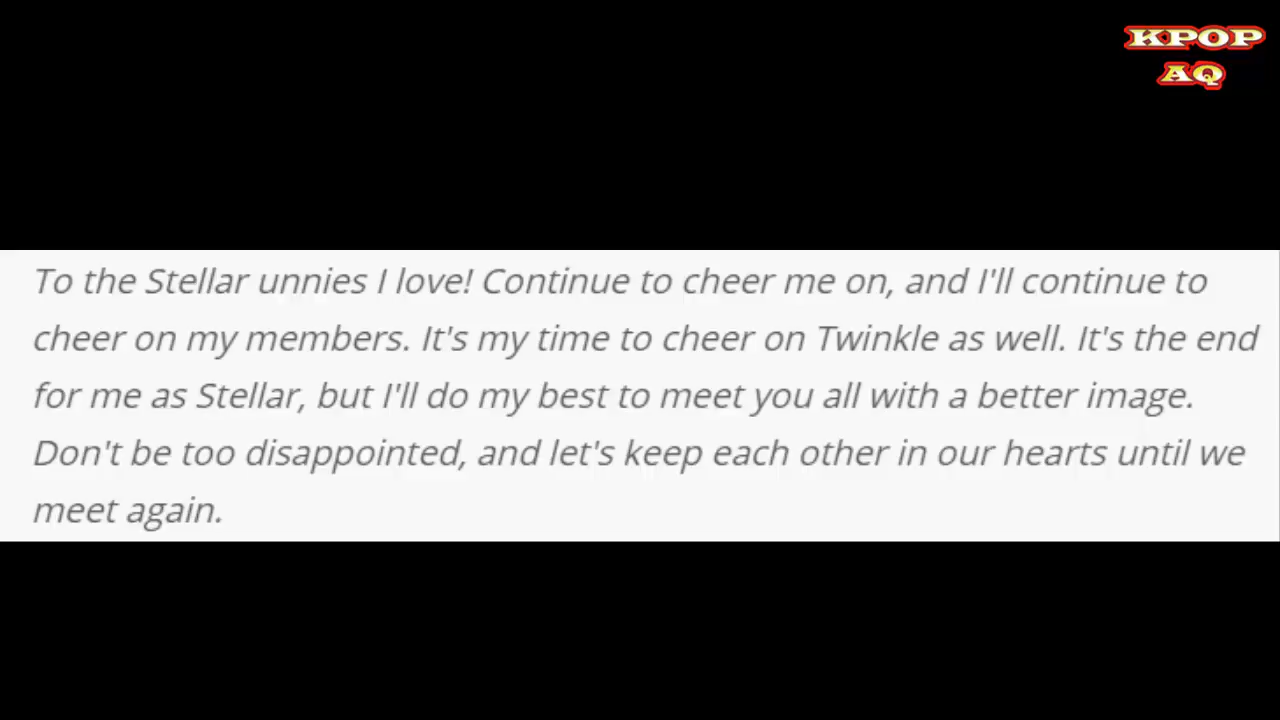 KPOP
AQ
To the Stellar unnies I love! Continue to cheer me on, and I'll continue to
cheer on my members. It's my time to cheer on Twinkle as well. It's the end
for me as Stellar, but I'll do my best to meet you all with a better image.
Don't be too disappointed, and let's keep each other in our hearts until we
meet again.